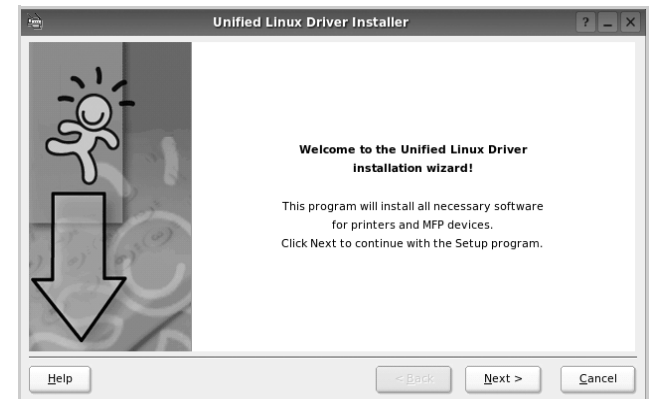 Unified Linux Driver Installer
Welcome to the Unified Linux Driver
installation wizard!
This program will install all necessary software
for printers and MFP devices.
Click Next to continue with the Setup program.
Help
< Back
Next >
Cancel